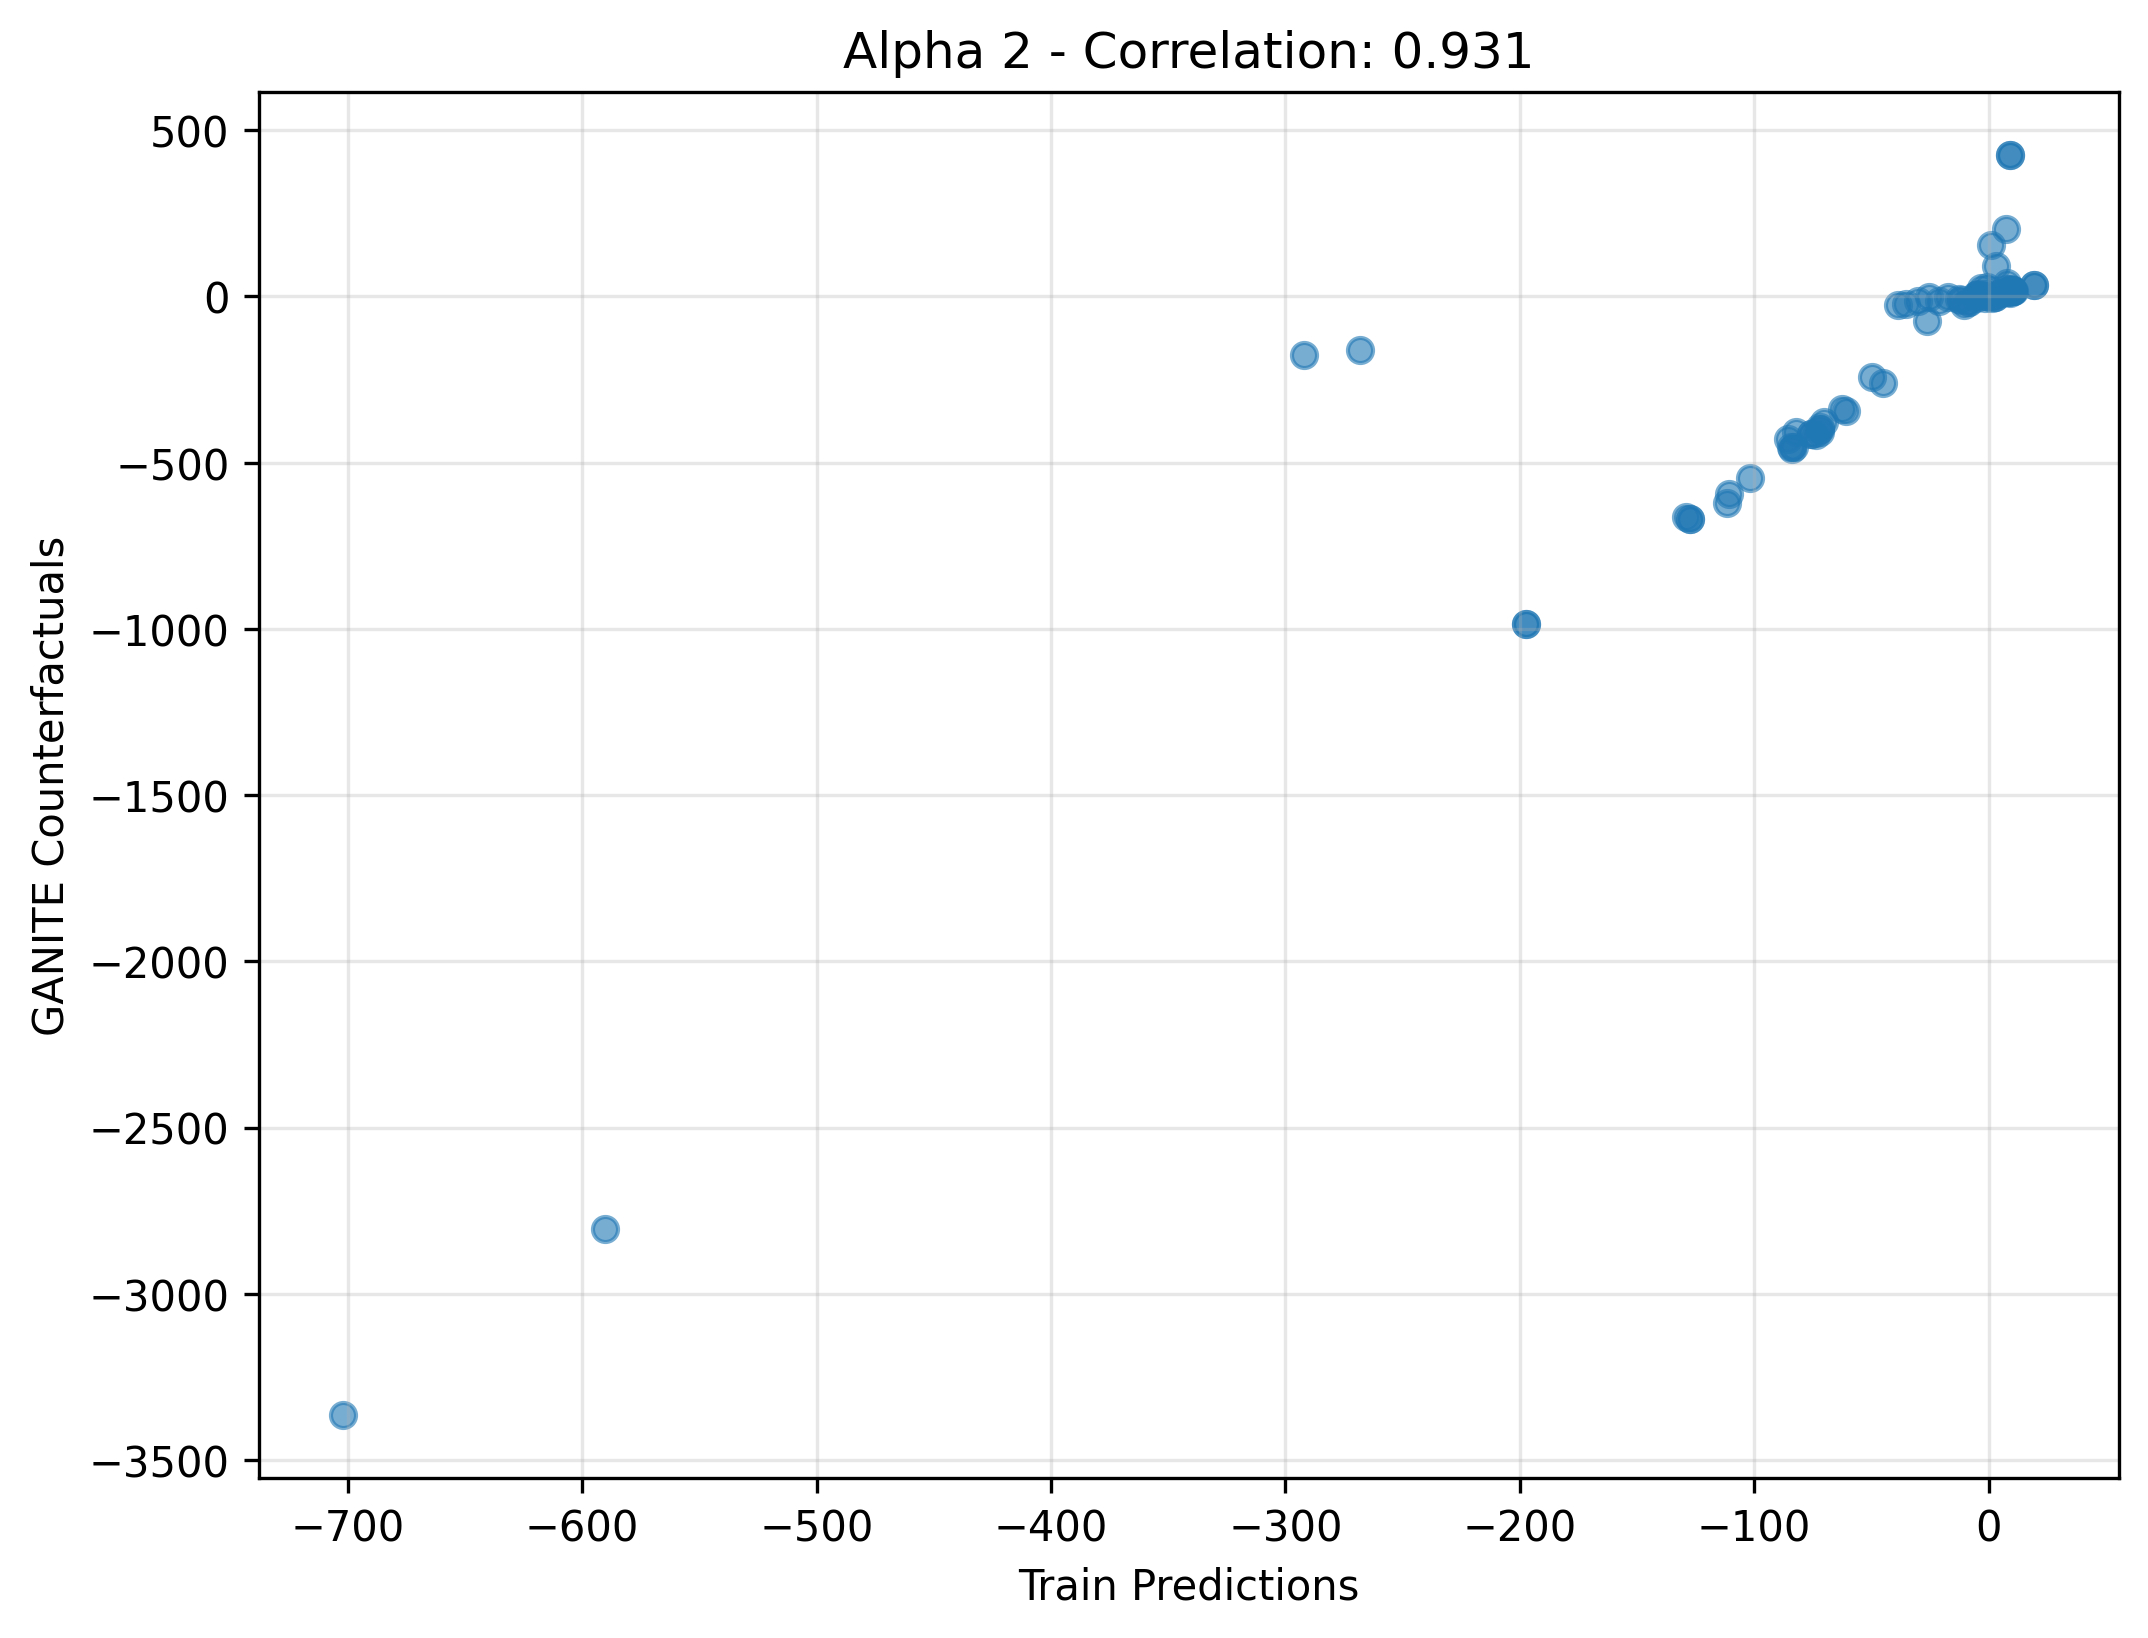 Alpha 2 - Correlation: 0.931
500
0
−500
−1000
−1500
−2000
−2500
−3000
−3500
GANITE Counterfactuals
−700 −600 −500 −400 −300 −200 −100 0
Train Predictions